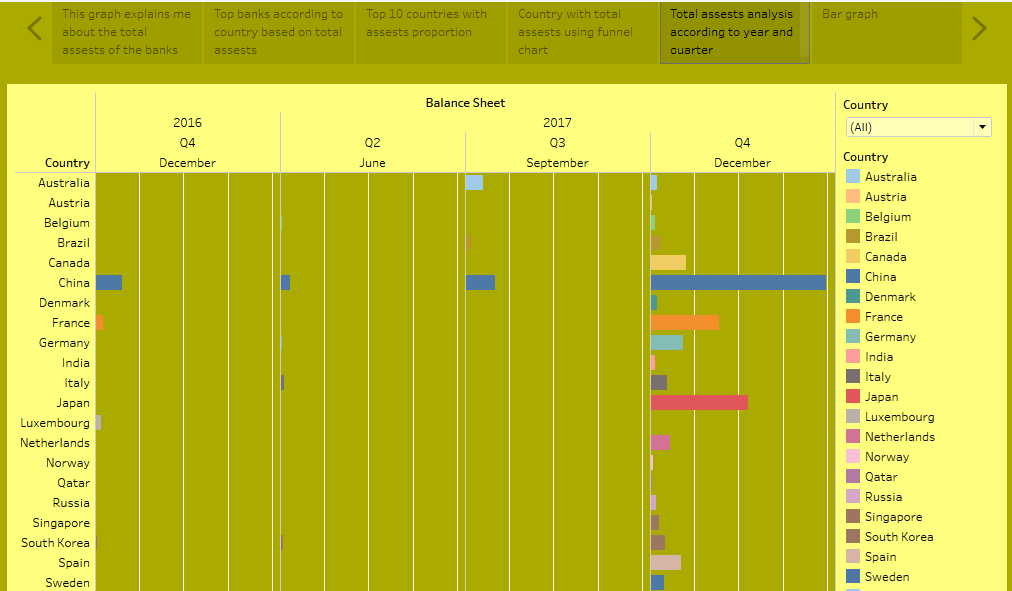 This graph explains me
about the total
assests of the banks
Top banks according to
country based on total
assests
Top 10 countries with
assests proportion
Country with total
assests using funnel
chart
Total assests analysis
according to year and
quarter
Bar graph
Balance Sheet
2016
2017
Q4
Q2
Q3
Q4
Country
December
June
September
December
Australia
Austria
Belgium
Brazil
Canada
China
Denmark
France
Germany
India
Italy
Japan
Luxembourg
Netherlands
Norway
Qatar
Russia
Singapore
South Korea
Spain
Sweden
Country
(All)
Country
Australia
Austria
Belgium
Brazil
Canada
China
Denmark
France
Germany
India
Italy
Japan
Luxembourg
Netherlands
Norway
Qatar
Russia
Singapore
South Korea
Spain
Sweden